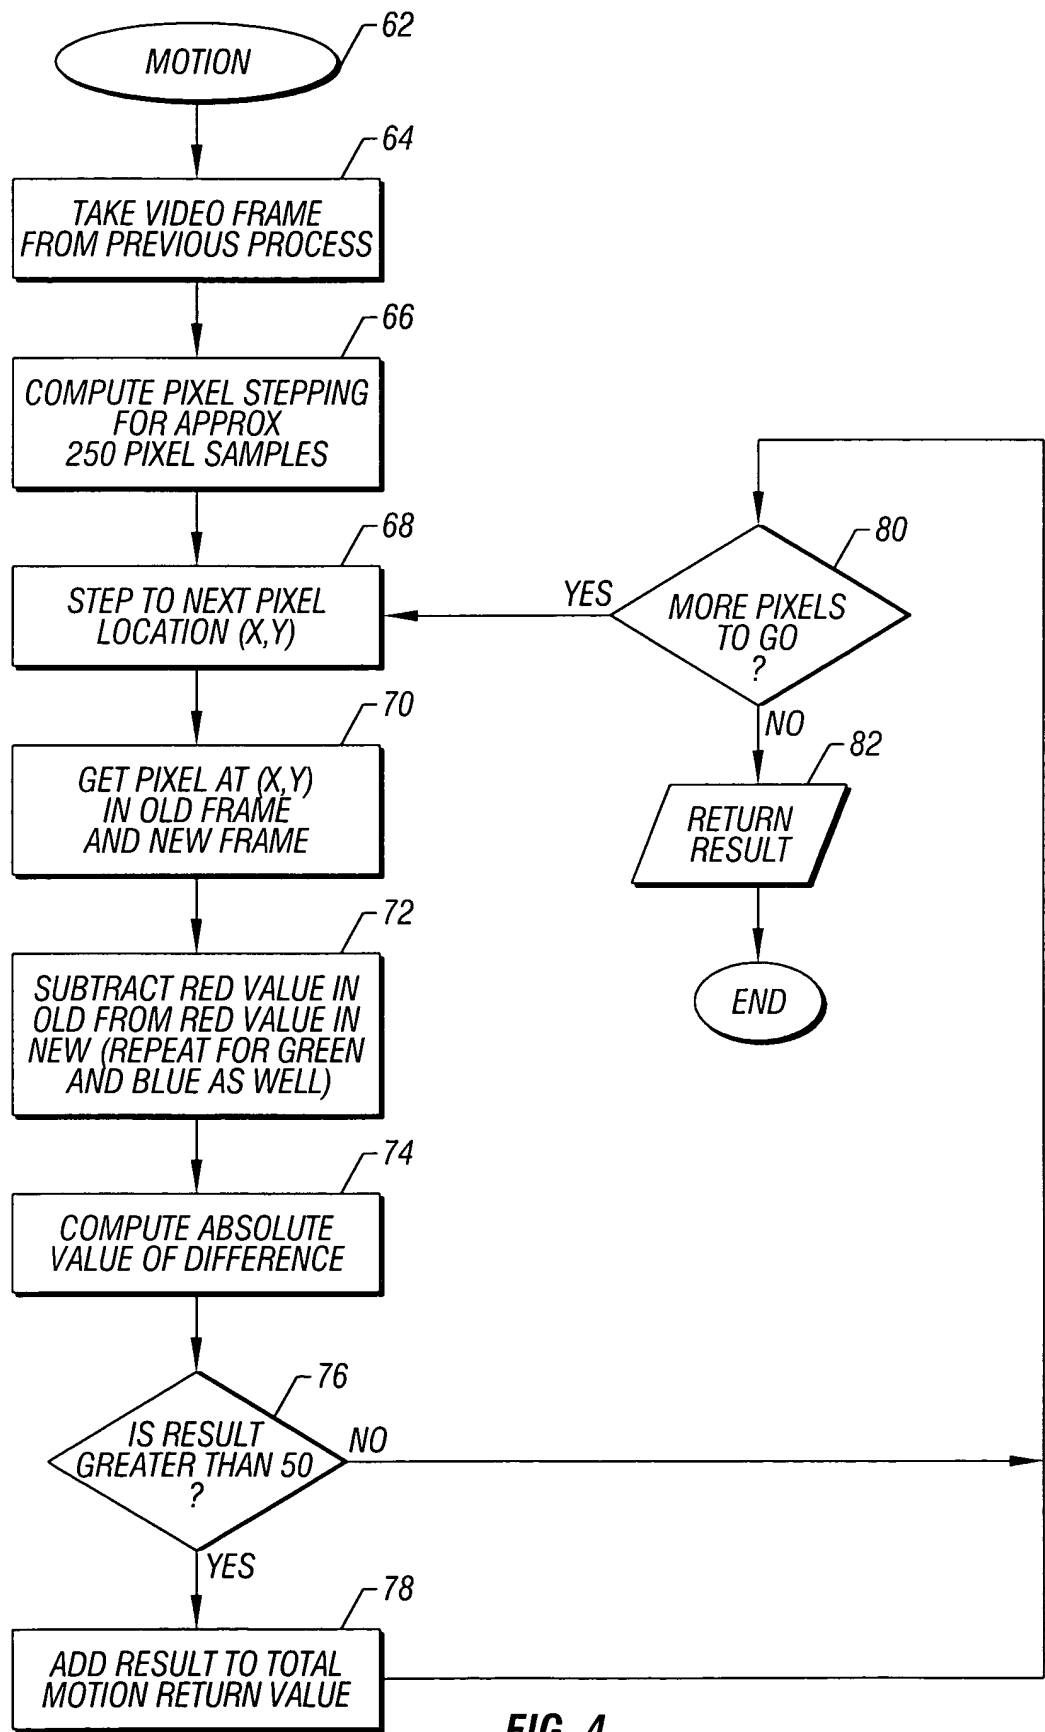 62
MOTION
64
TAKE VIDEO FRAME
FROM PREVIOUS PROCESS
66
COMPUTE PIXEL STEPPING
FOR APPROX
250 PIXEL SAMPLES
68
STEP TO NEXT PIXEL
LOCATION (X,Y)
70
GET PIXEL AT (X,Y)
IN OLD FRAME
AND NEW FRAME
72
SUBTRACT RED VALUE IN
OLD FROM RED VALUE IN
NEW (REPEAT FOR GREEN
AND BLUE AS WELL)
74
COMPUTE ABSOLUTE
VALUE OF DIFFERENCE
76
IS RESULT
GREATER THAN 50
?
NO
YES
78
ADD RESULT TO TOTAL
MOTION RETURN VALUE
80
MORE PIXELS
TO GO
?
YES
NO
82
RETURN
RESULT
END
FIG. 4